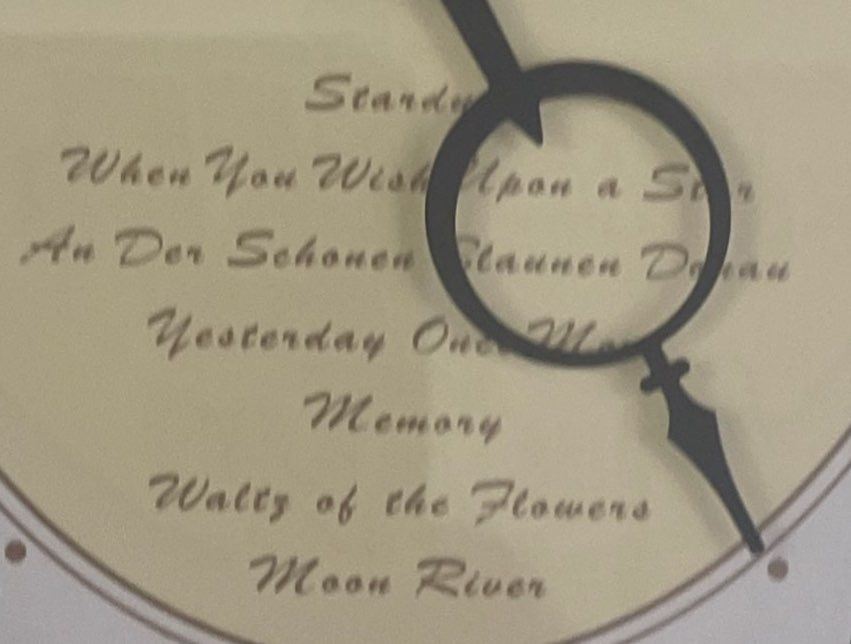 Stardu
When You Wish Upon a Star
An Der Schonen Blaunen Donau
Yesterday Once Mo
Memory
Waltz of the Flowers
Moon River